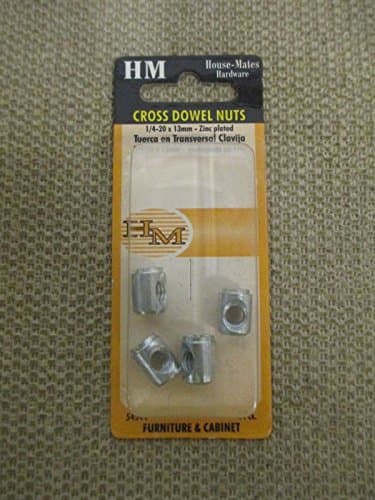 HM
House-Mates
Hardware
CROSS DOWEL NUTS
1/4-20 x 13mm - Zinc plated
Tuerca en Transversal Clavija
HM
FURNITURE & CABINET